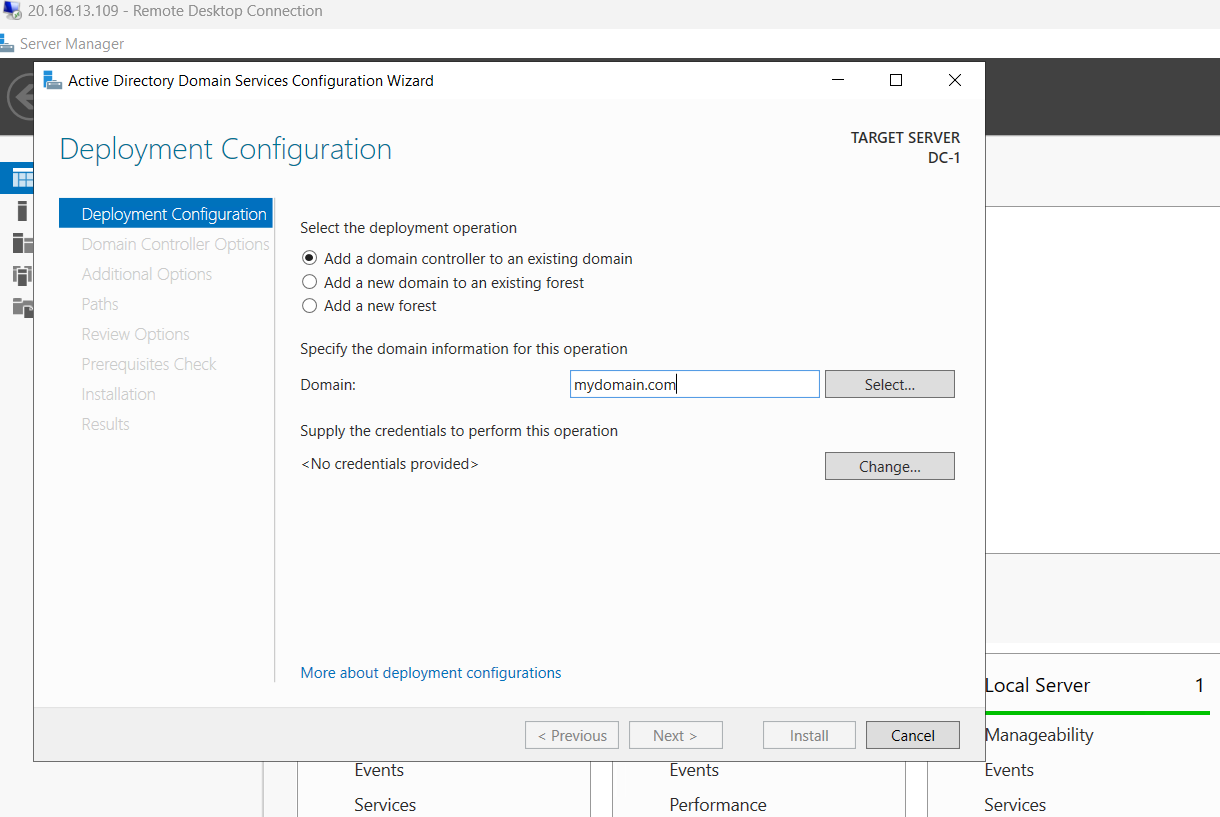 20.168.13.109 - Remote Desktop Connection
Server Manager
Active Directory Domain Services Configuration Wizard
Deployment Configuration
TARGET SERVER
DC-1
Deployment Configuration
Domain Controller Options
Additional Options
Paths
Review Options
Prerequisites Check
Installation
Results
Select the deployment operation
Add a domain controller to an existing domain
Add a new domain to an existing forest
Add a new forest
Specify the domain information for this operation
Domain: mydomain.com Select...
Supply the credentials to perform this operation
<No credentials provided> Change...
More about deployment configurations
< Previous Next > Install Cancel
Local Server 1
Manageability
Events Events Events
Services Performance Services